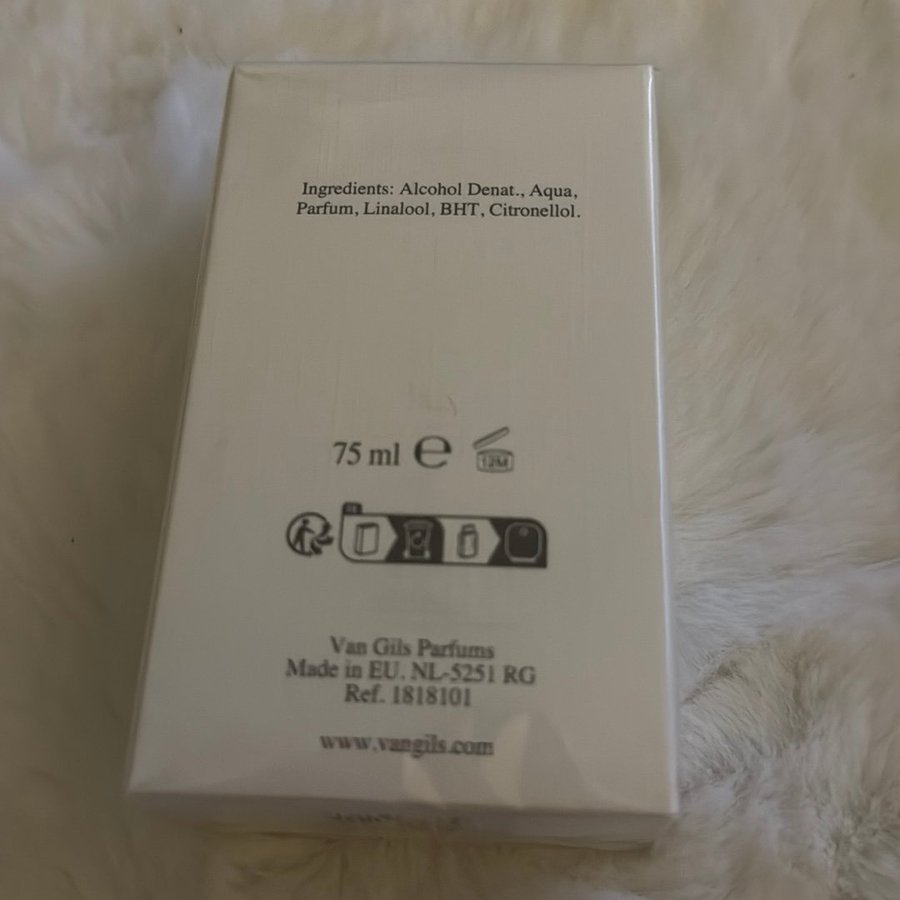 Ingredients: Alcohol Denat., Aqua,
Parfum, Linalool, BHT, Citronellol.
75 ml ℮ 12M
FR
Van Gils Parfums
Made in EU. NL-5251 RG
Ref. 1818101
www.vangils.com